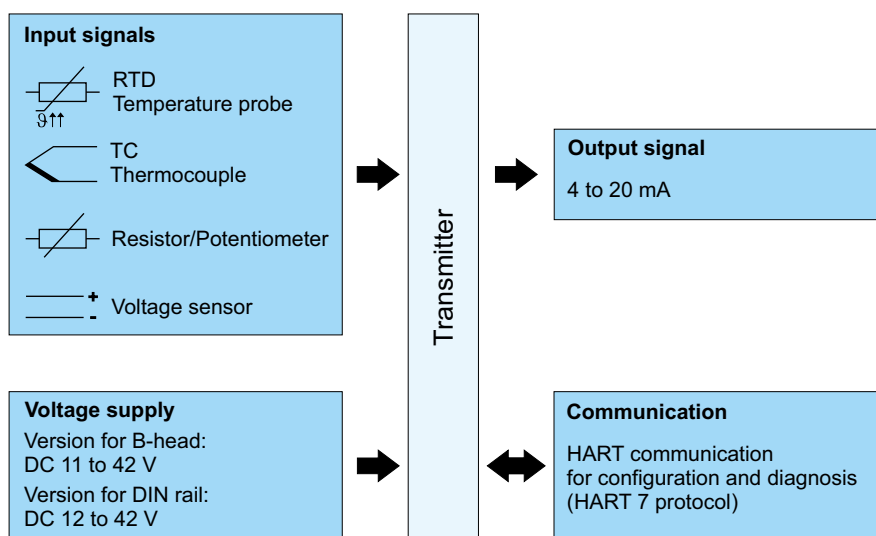 Input signals
RTD
Temperature probe
ϑ↑↑
TC
Thermocouple
Resistor/Potentiometer
+
-
Voltage sensor
Voltage supply
Version for B-head:
DC 11 to 42 V
Version for DIN rail:
DC 12 to 42 V
Transmitter
Output signal
4 to 20 mA
Communication
HART communication
for configuration and diagnosis
(HART 7 protocol)